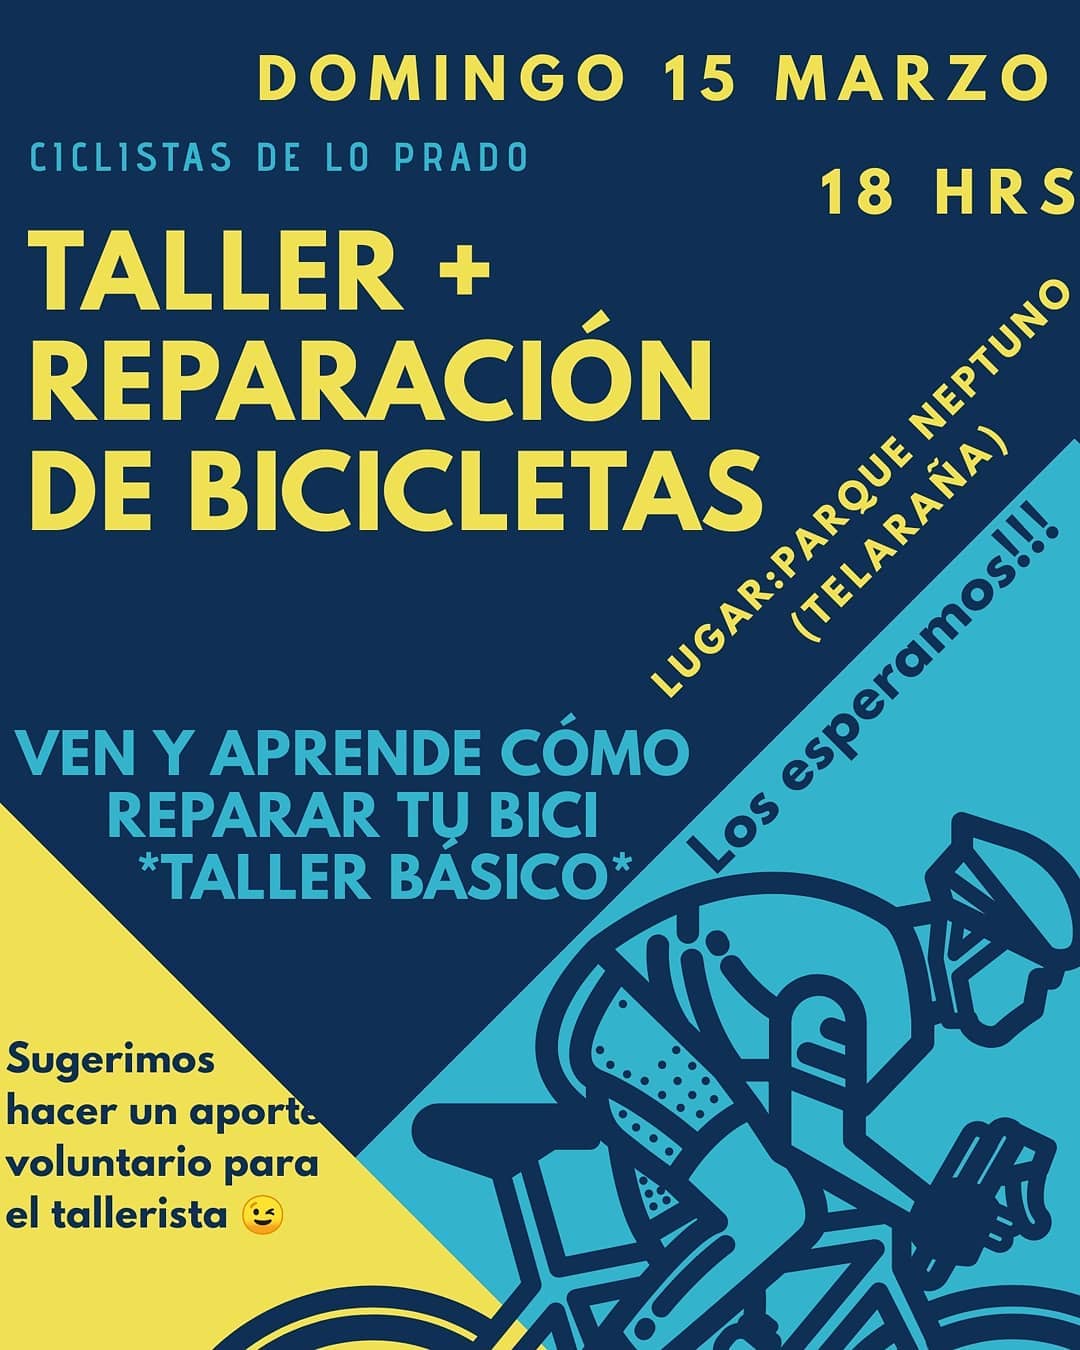 DOMINGO 15 MARZO
CICLISTAS DE LO PRADO
18 HRS
TALLER +
REPARACIÓN
DE BICICLETAS
LUGAR:PARQUE NEPTUNO
(TELARAÑA)
Los esperamos!!!
VEN Y APRENDE CÓMO
REPARAR TU BICI
*TALLER BÁSICO*
Sugerimos
hacer un aporte
voluntario para
el tallerista 😉